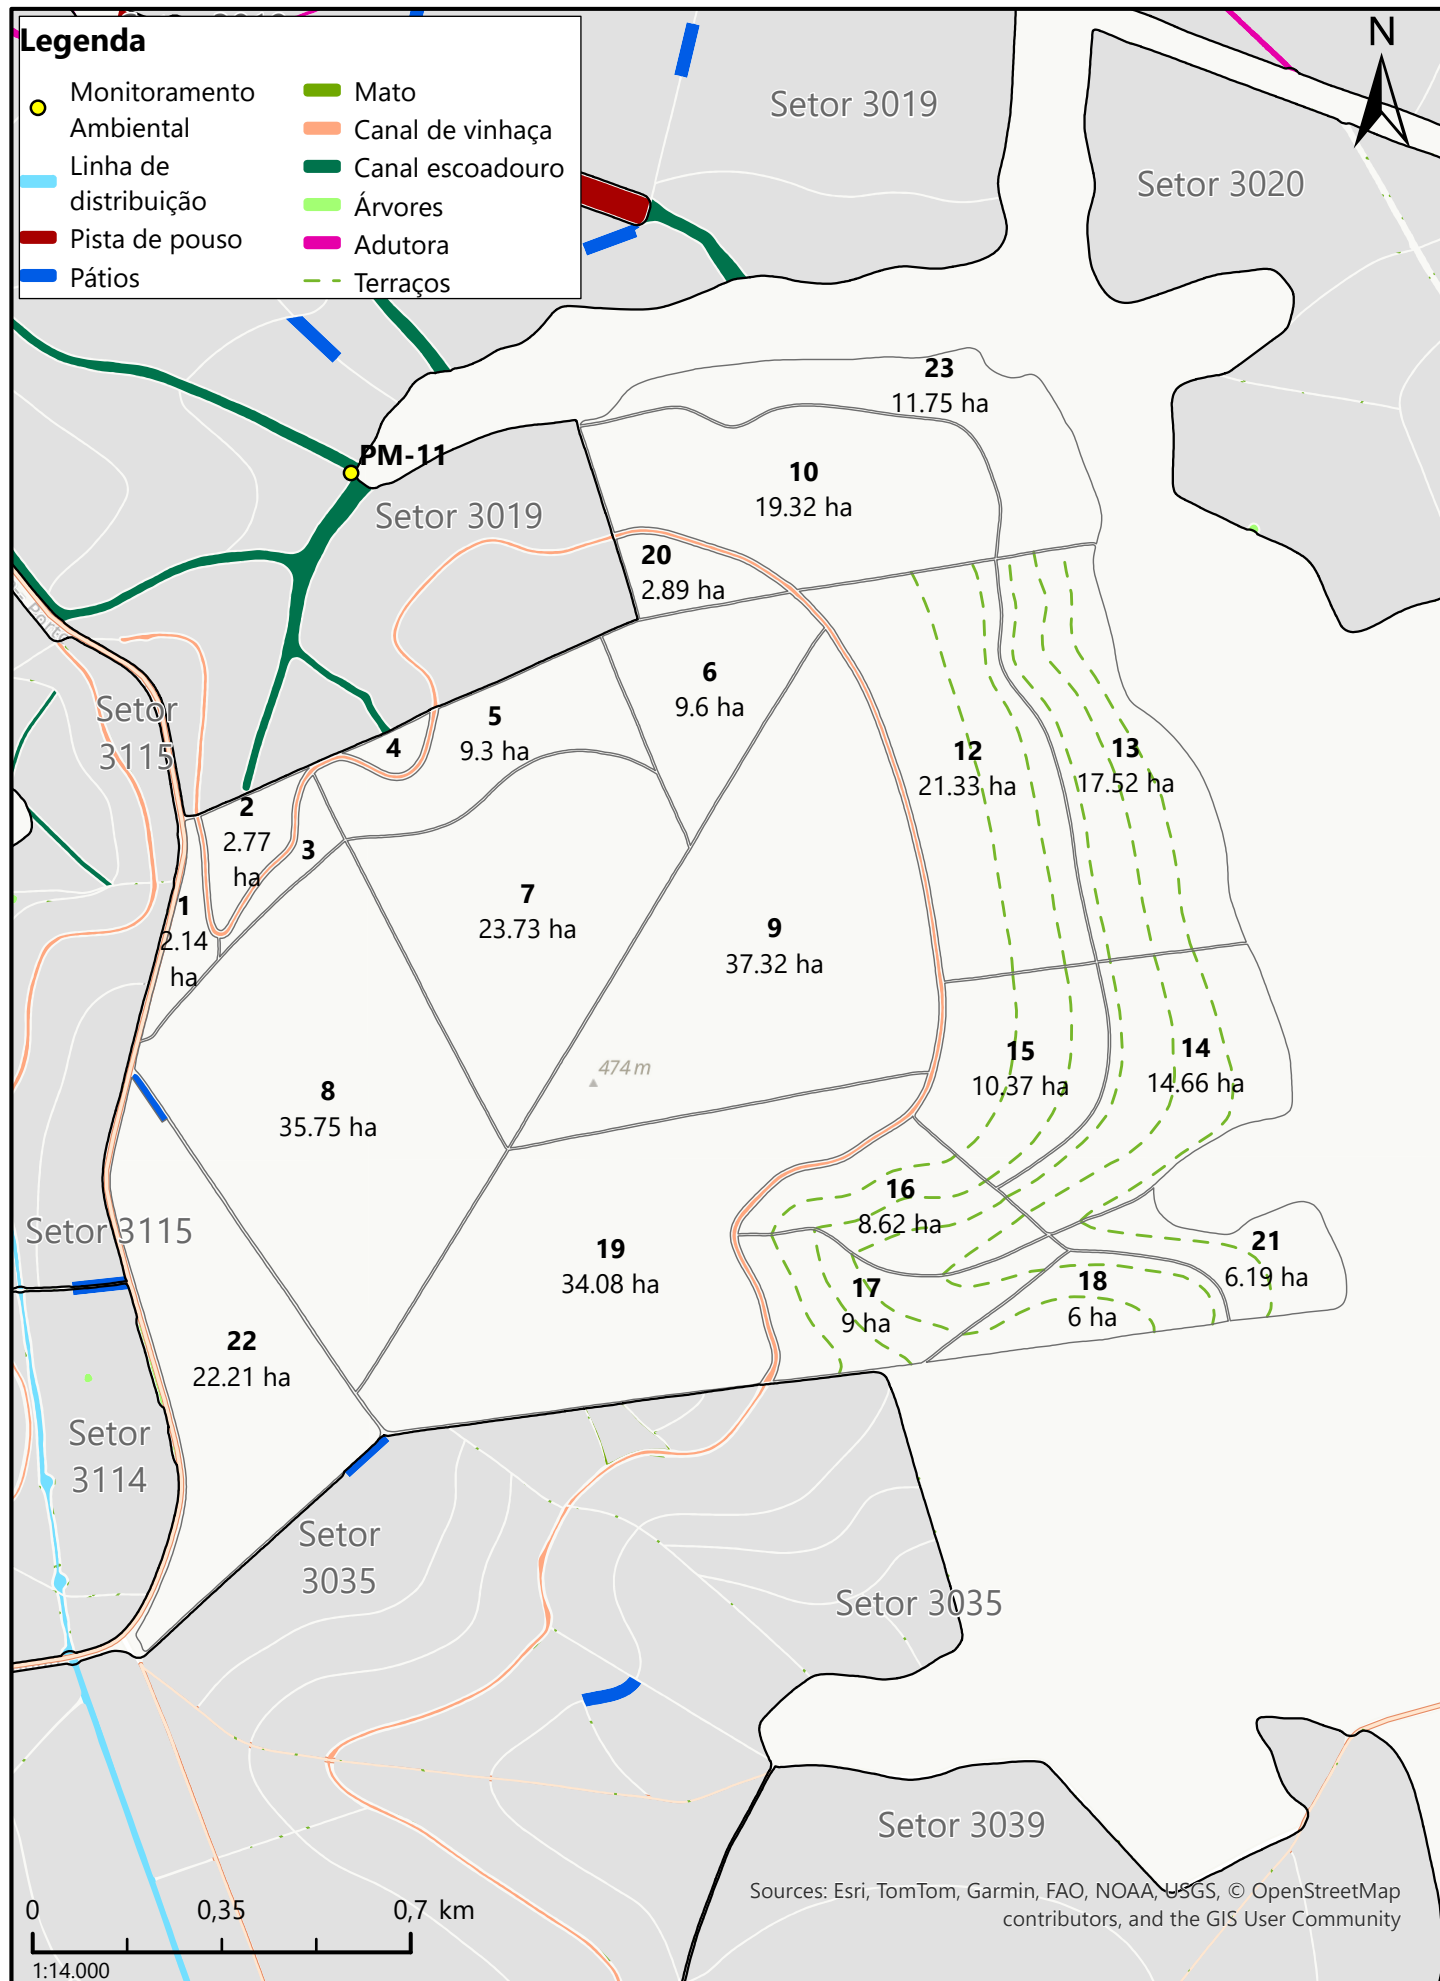 Legenda
Monitoramento
Ambiental
Linha de
distribuição
Pista de pouso
Pátios
Mato
Canal de vinhaça
Canal escoadouro
Árvores
Adutora
Terraços
N
Setor 3019
Setor 3020
23
11.75 ha
PM-11
10
19.32 ha
Setor 3019
20
2.89 ha
6
9.6 ha
Setor
3115
5
9.3 ha
4
12
21.33 ha
13
17.52 ha
2
2.77
ha
3
1
2.14
ha
7
23.73 ha
9
37.32 ha
474 m
15
10.37 ha
14
14.66 ha
8
35.75 ha
16
8.62 ha
Setor 3115
19
34.08 ha
21
6.19 ha
17
9 ha
18
6 ha
22
22.21 ha
Setor
3114
Setor
3035
Setor 3035
Setor 3039
Sources: Esri, TomTom, Garmin, FAO, NOAA, USGS, © OpenStreetMap
contributors, and the GIS User Community
0 0,35 0,7 km
1:14.000